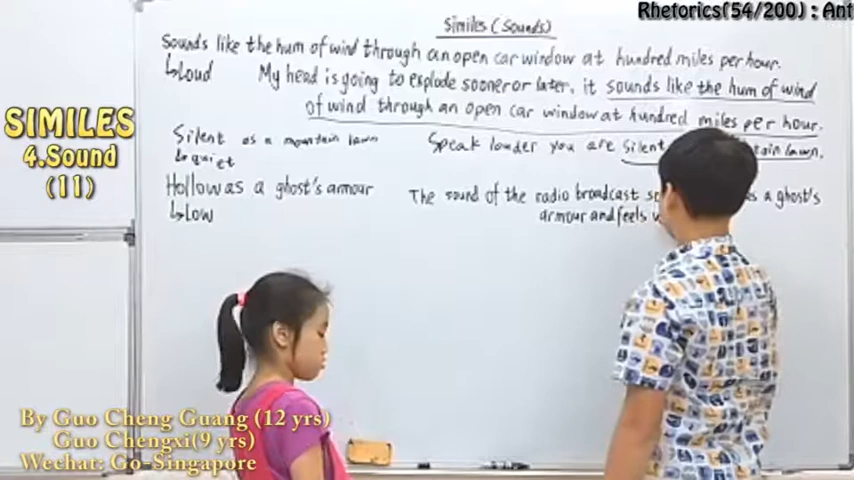 Rhetorics(54/200) : Ant
Similes (Sounds)
Sounds like the hum of wind through an open car window at hundred miles per hour.
↳Loud
My head is going to explode sooner or later, it sounds like the hum of wind
of wind through an open car window at hundred miles per hour.
SIMILES
4.Sound
(11)
Silent as a mountain lawn
↳quiet
Speak louder you are Silent lawn.
Hollow as a ghost's armour
↳Low
The sound of the radio broadcast as a ghost's
armour and feels
By Guo Cheng Guang (12 yrs)
Guo Chengxi(9 yrs)
Wechat: Go-Singapore